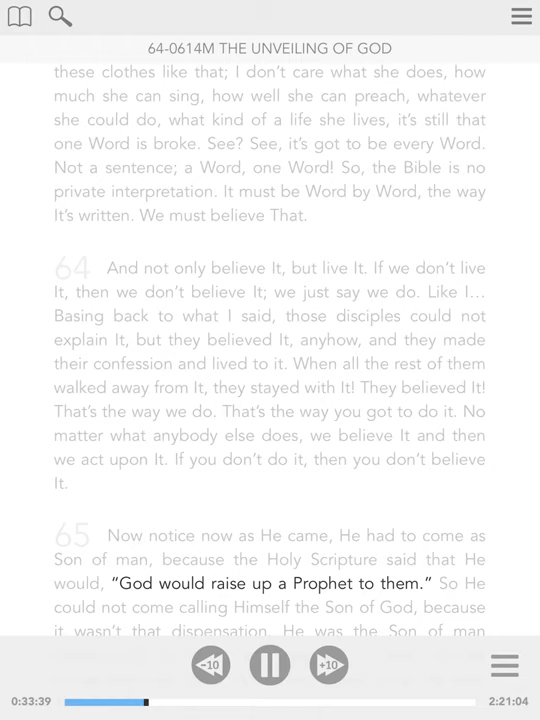 64-0614M THE UNVEILING OF GOD
these clothes like that; I don’t care what she does, how
much she can sing, how well she can preach, whatever
she could do, what kind of a life she lives, it’s still that
one Word is broke. See? See, it’s got to be every Word.
Not a sentence; a Word, one Word! So, the Bible is no
private interpretation. It must be Word by Word, the way
It’s written. We must believe That.
64 And not only believe It, but live It. If we don’t live
It, then we don’t believe It; we just say we do. Like I…
Basing back to what I said, those disciples could not
explain It, but they believed It, anyhow, and they made
their confession and lived to it. When all the rest of them
walked away from It, they stayed with It! They believed It!
That’s the way we do. That’s the way you got to do it. No
matter what anybody else does, we believe It and then
we act upon It. If you don’t do it, then you don’t believe
It.
65 Now notice now as He came, He had to come as
Son of man, because the Holy Scripture said that He
would, “God would raise up a Prophet to them.” So He
could not come calling Himself the Son of God, because
it wasn’t that dispensation. He was the Son of man
-10
+10
0:33:39
2:21:04